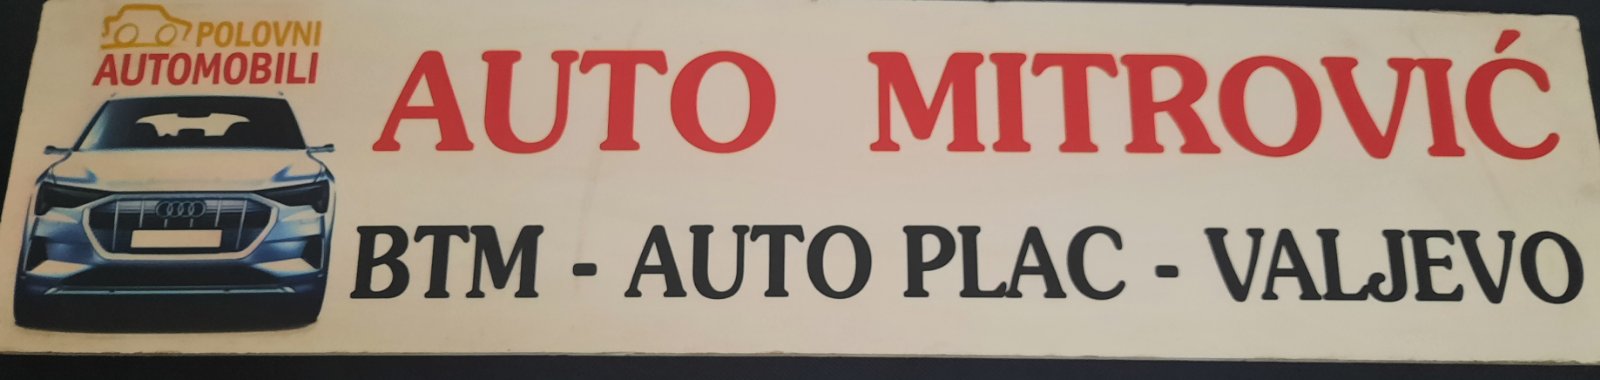 POLOVNI
AUTOMOBILI
AUTO MITROVIĆ
BTM - AUTO PLAC - VALJEVO